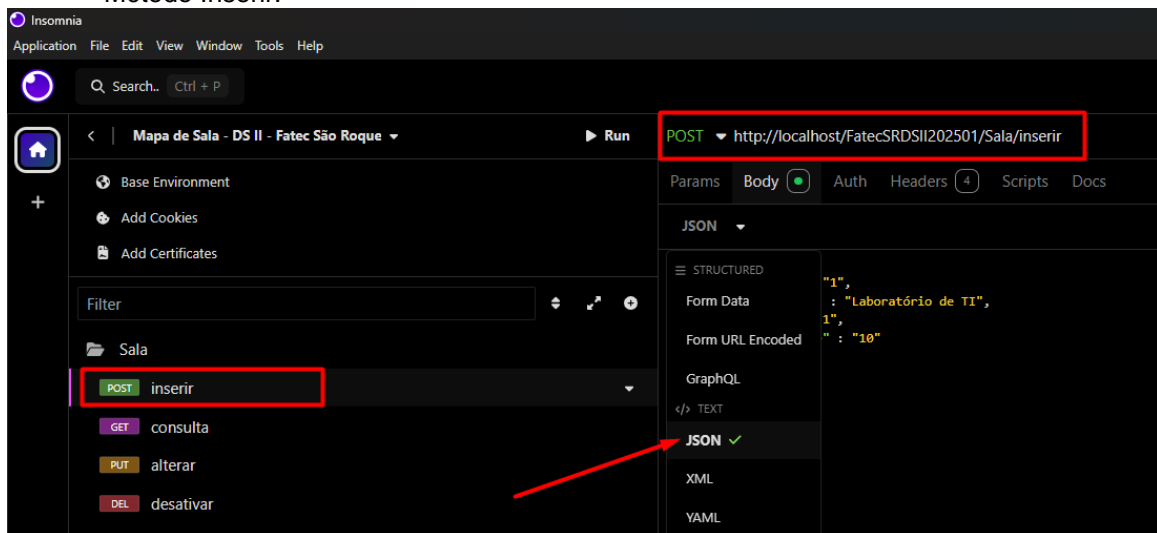 Insomnia
Application File Edit View Window Tools Help
Search.. Ctrl + P
Mapa de Sala - DS II - Fatec São Roque
Run
Base Environment
Add Cookies
Add Certificates
Filter
Sala
POST inserir
GET consulta
PUT alterar
DEL desativar
POST http://localhost/FatecSRDSII202501/Sala/inserir
Params Body Auth Headers 4 Scripts Docs
JSON
STRUCTURED
Form Data
Form URL Encoded
GraphQL
</> TEXT
JSON
XML
YAML
"1",
: "Laboratório de TI",
1",
" : "10"